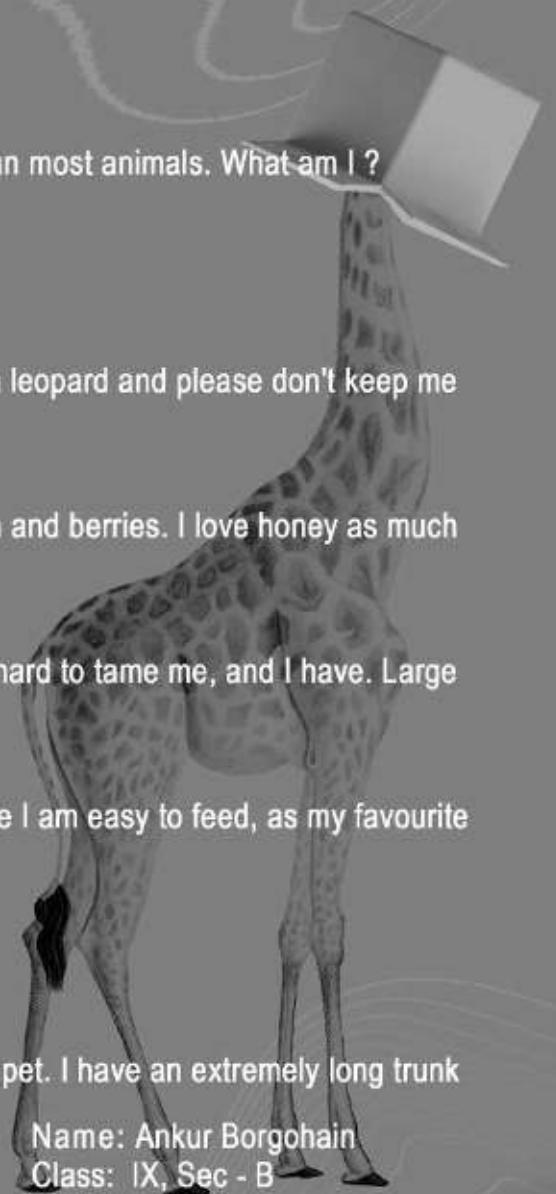 an most animals. What am I ?
leopard and please don't keep me
and berries. I love honey as much
hard to tame me, and I have. Large
I am easy to feed, as my favourite
pet. I have an extremely long trunk
Name: Ankur Borgohain
Class: IX, Sec - B